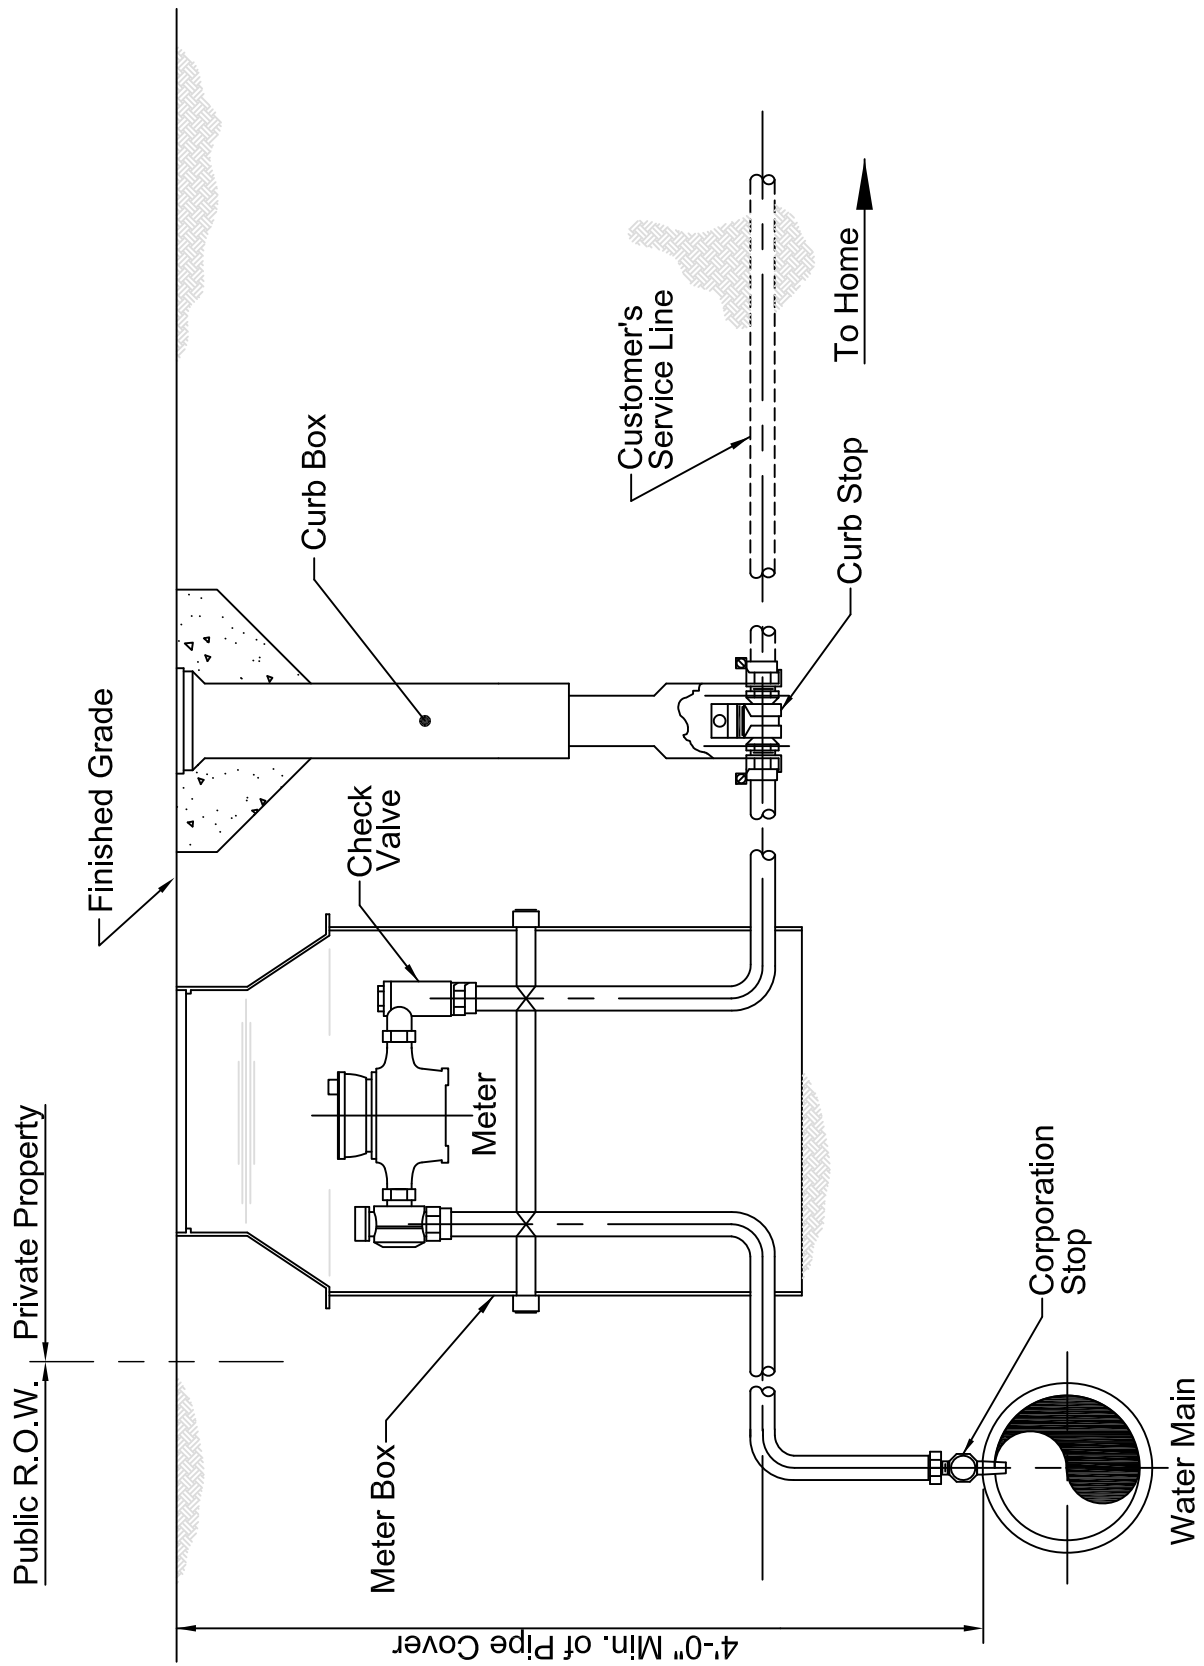 Public R.O.W.
Private Property
Finished Grade
Curb Box
Check
Valve
Customer's
Service Line
To Home
Curb Stop
Meter
Meter Box
Corporation
Stop
Water Main
4'-0" Min. of Pipe Cover